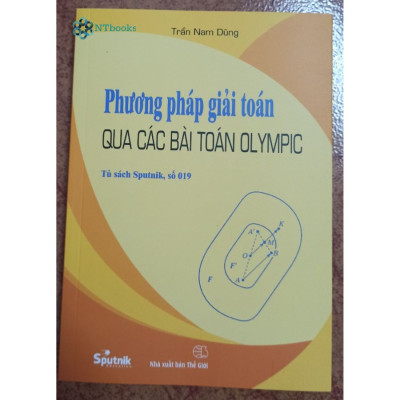 NTbooks
Trần Nam Dũng
Phương pháp giải toán
QUA CÁC BÀI TOÁN OLYMPIC
Tủ sách Sputnik, số 019
A'
K
M
O
B
F'
A
F
Sputnik
EDUCATION
Nhà xuất bản Thế Giới